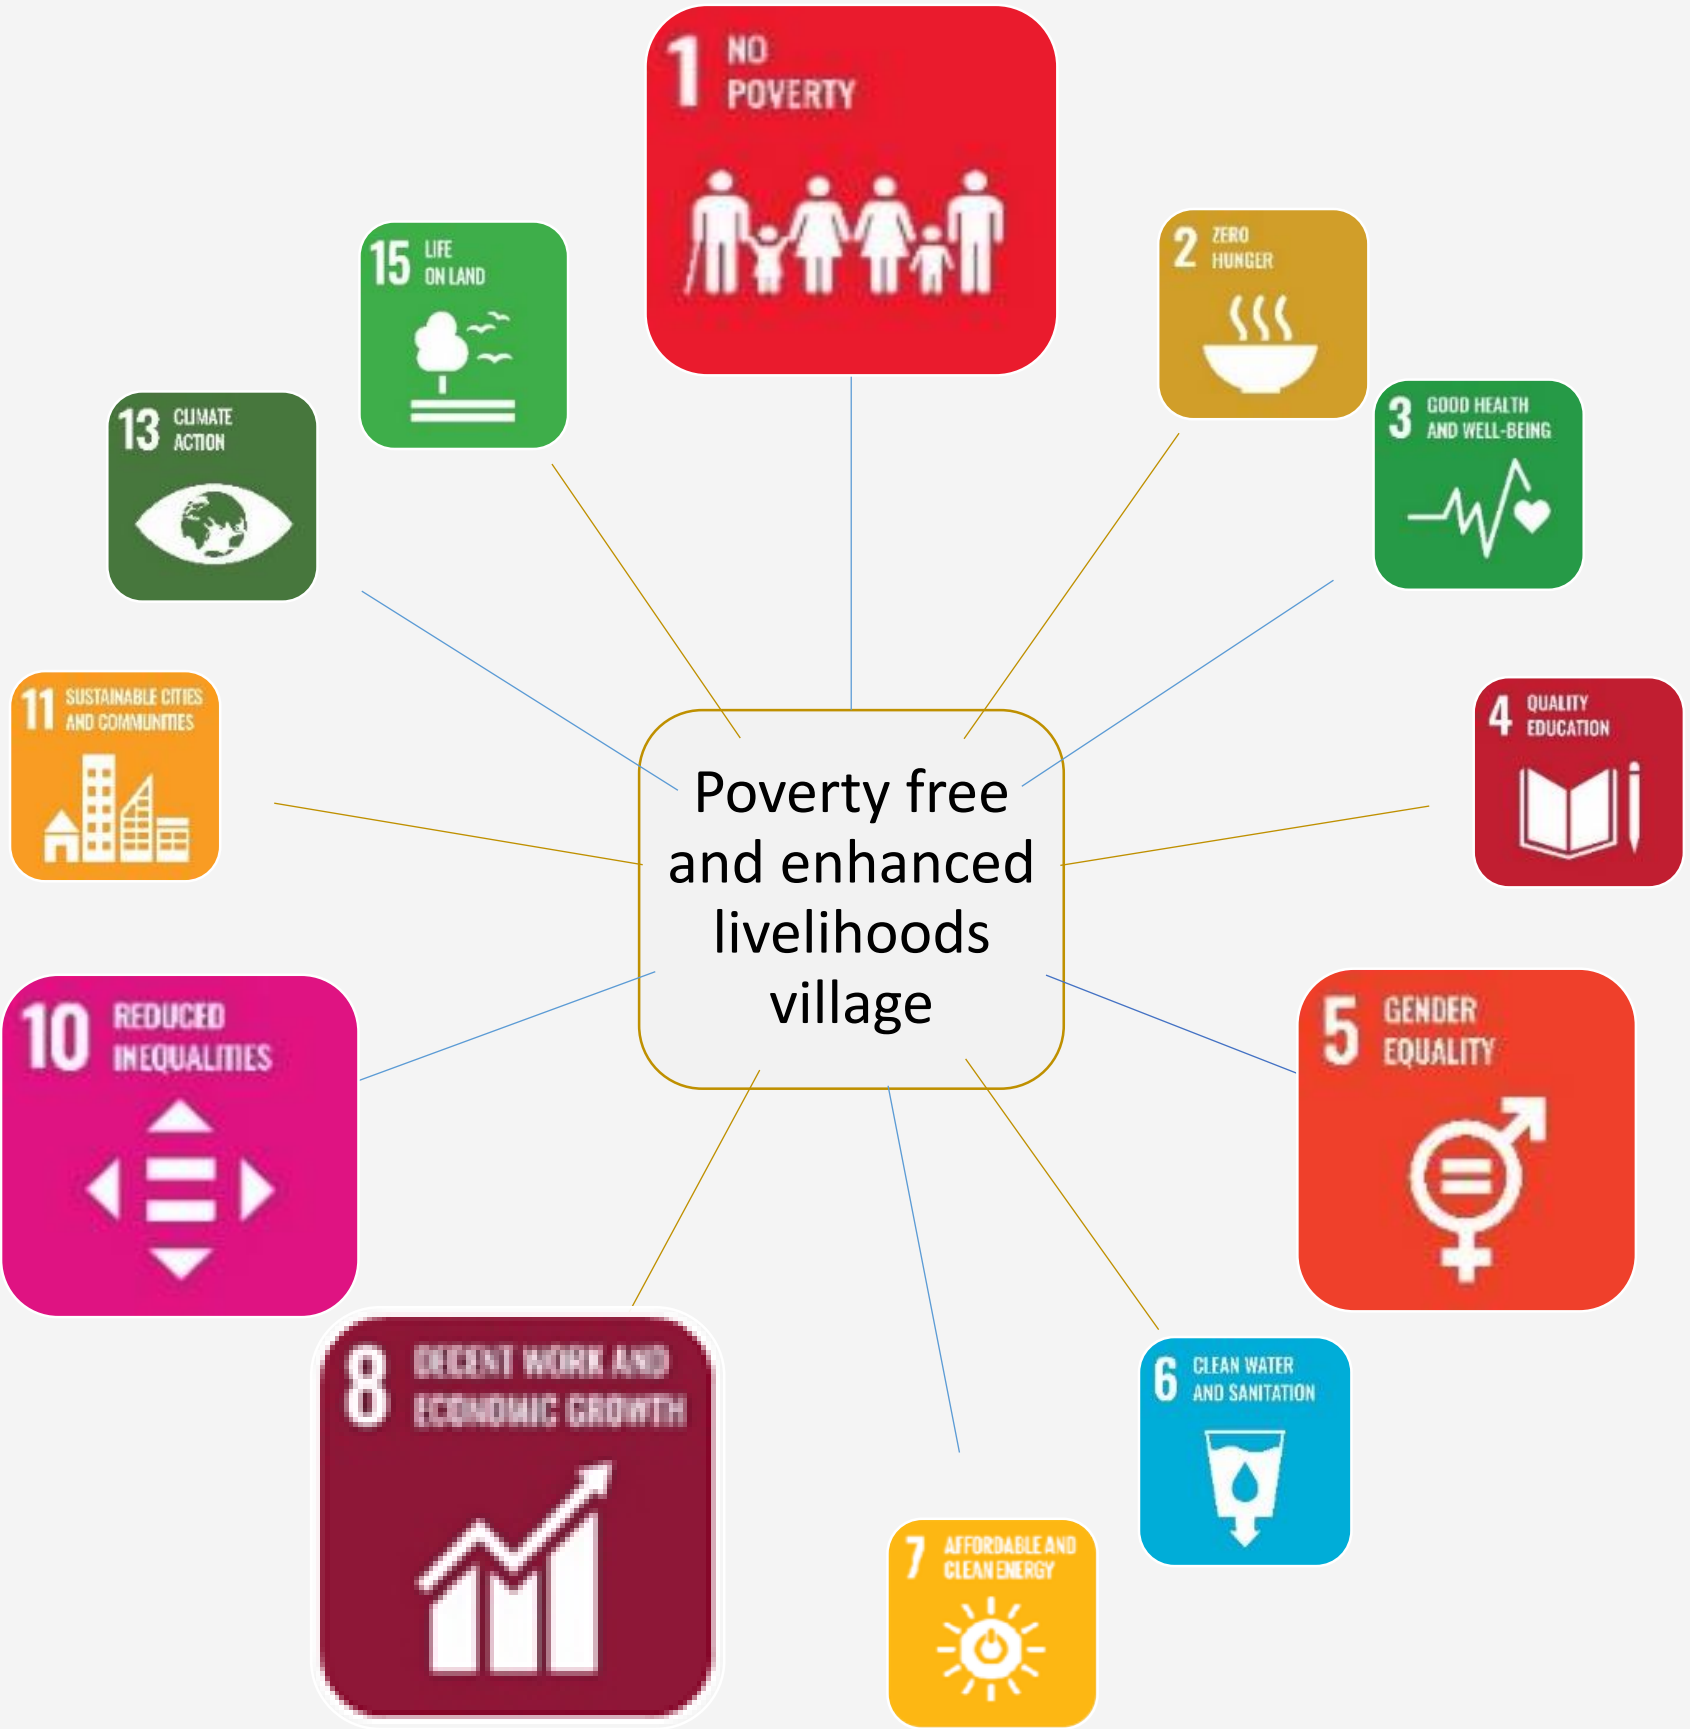 1 NO
POVERTY
2 ZERO
HUNGER
3 GOOD HEALTH
AND WELL-BEING
4 QUALITY
EDUCATION
5 GENDER
EQUALITY
6 CLEAN WATER
AND SANITATION
7 AFFORDABLE AND
CLEAN ENERGY
8 DECENT WORK AND
ECONOMIC GROWTH
10 REDUCED
INEQUALITIES
11 SUSTAINABLE CITIES
AND COMMUNITIES
13 CLIMATE
ACTION
15 LIFE
ON LAND
Poverty free
and enhanced
livelihoods
village